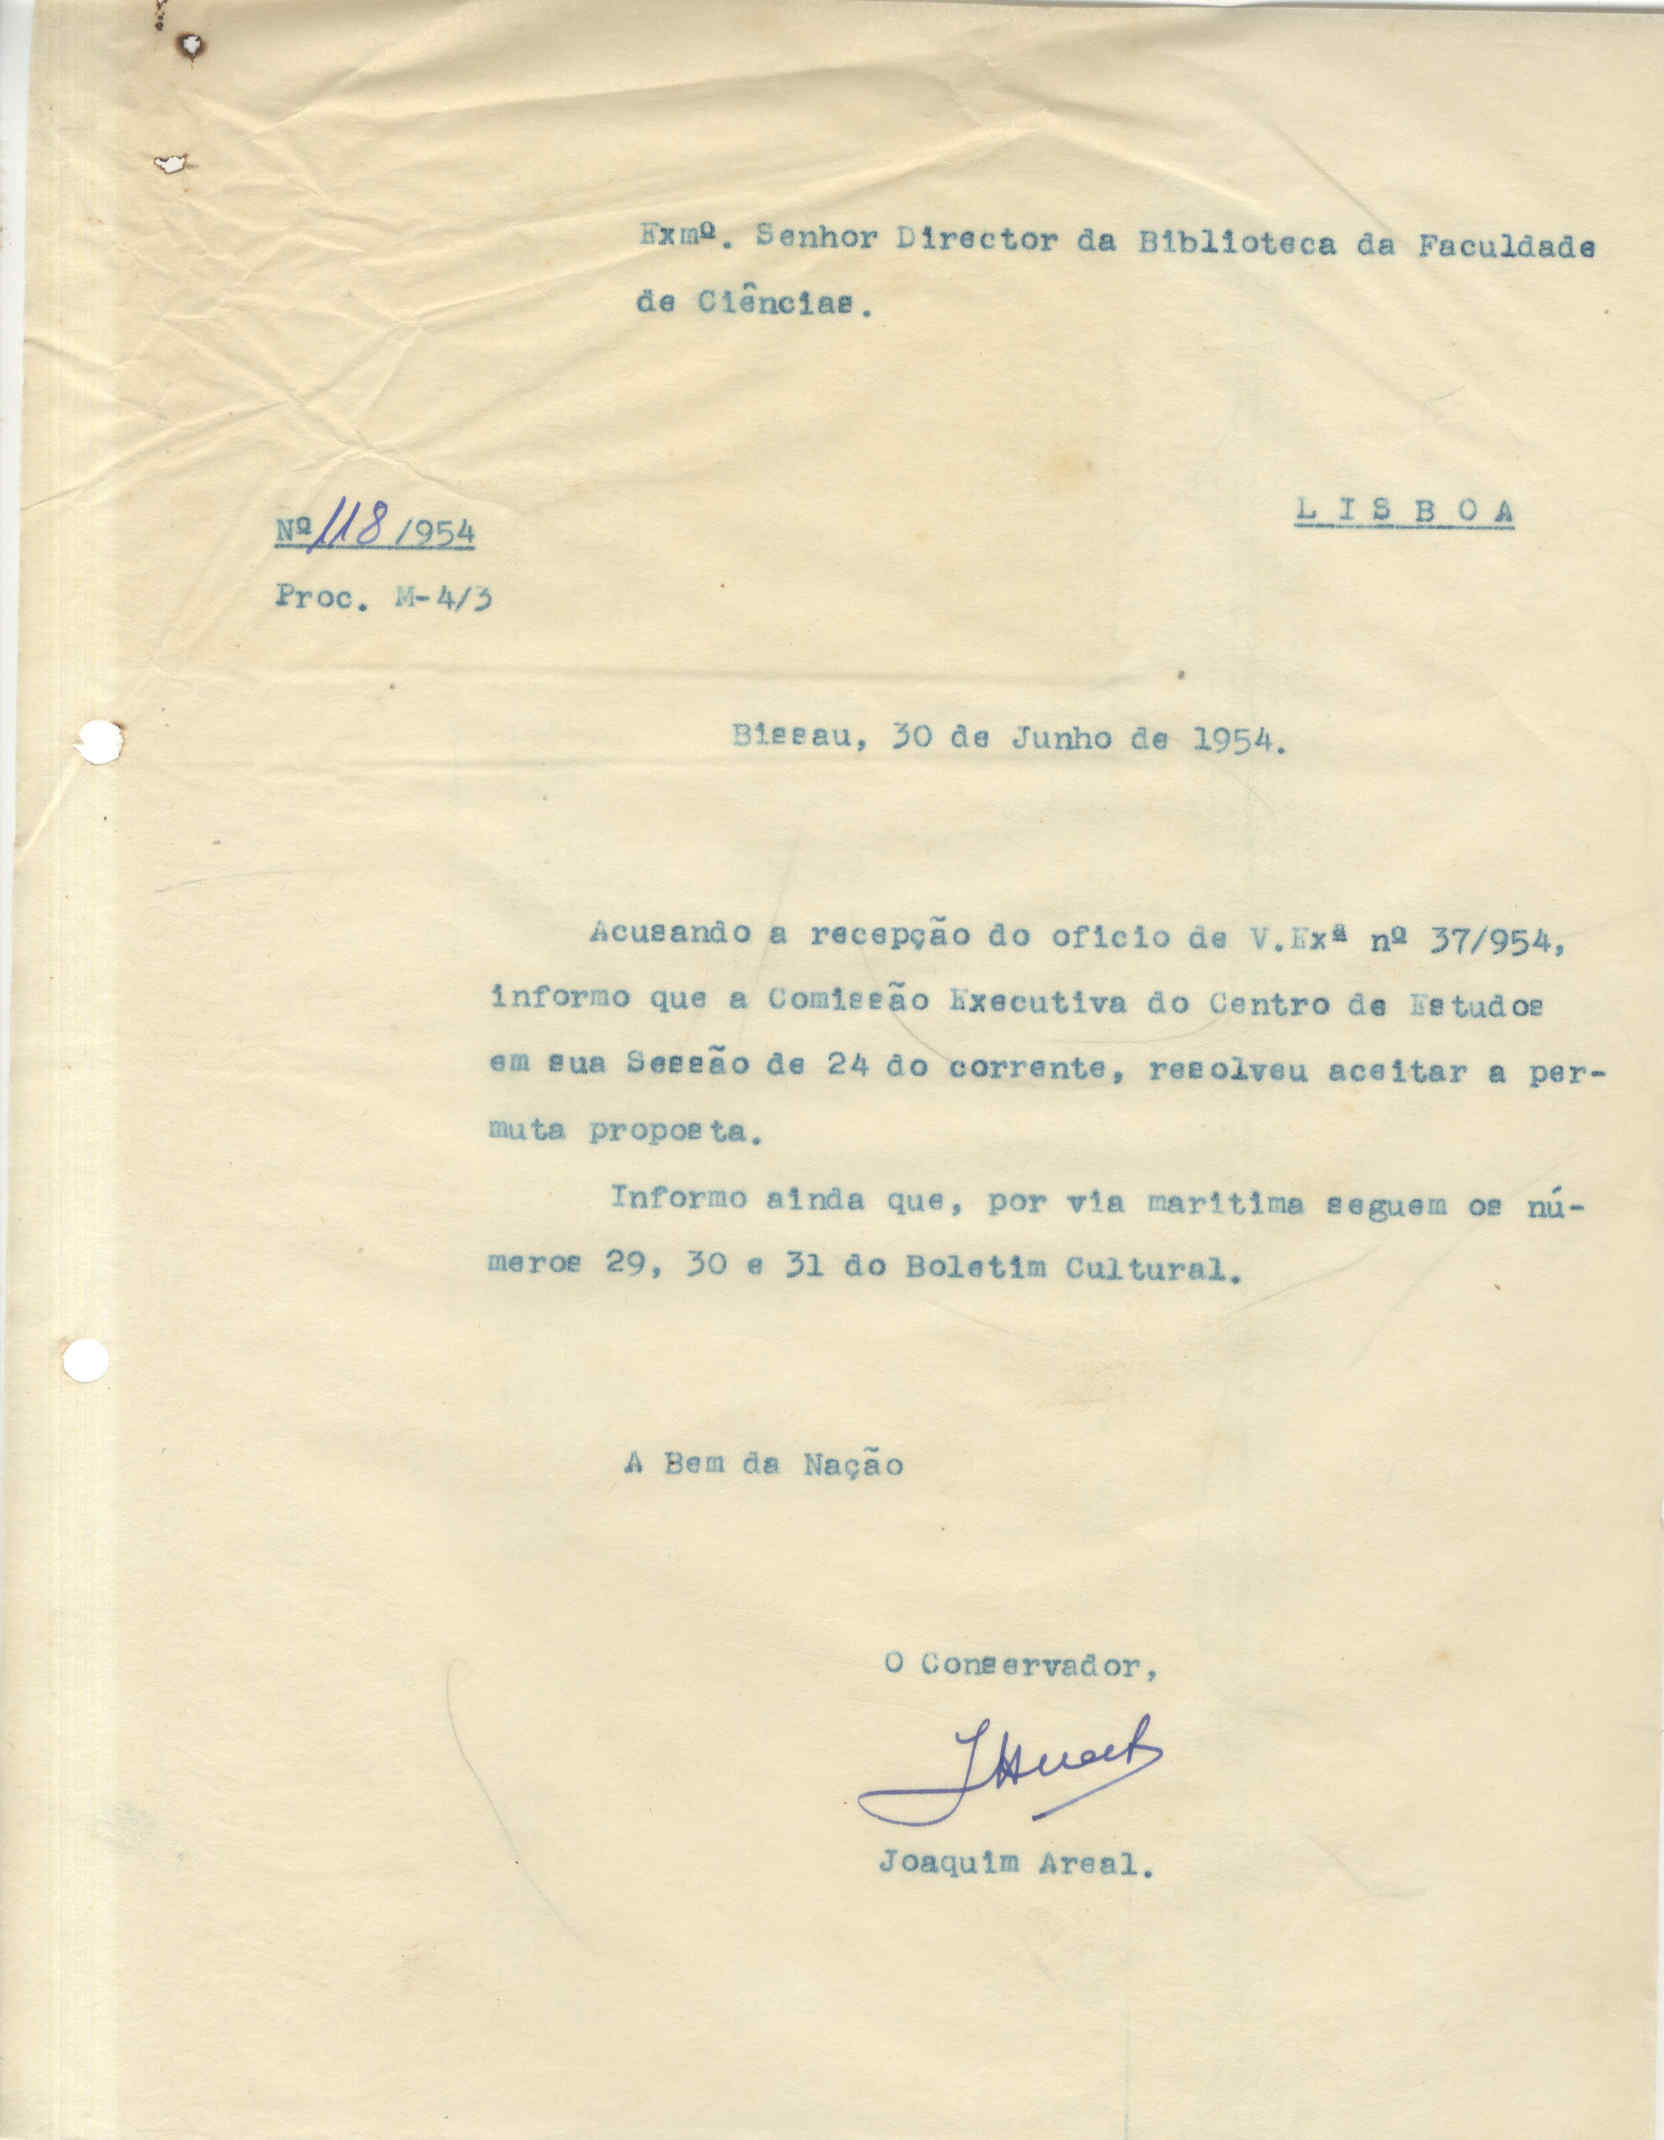 Exmº. Senhor Director da Biblioteca da Faculdade
de Ciências.
L I S B O A
Nº 118/954
Proc. M-4/3
Bissau, 30 de Junho de 1954.
Acusando a recepção do oficio de V.Exª nº 37/954,
informo que a Comissão Executiva do Centro de Estudos
em sua Sessão de 24 do corrente, resolveu aceitar a per-
muta proposta.
Informo ainda que, por via maritima seguem os nú-
meros 29, 30 e 31 do Boletim Cultural.
A Bem da Nação
O Conservador,
Joaquim Areal.